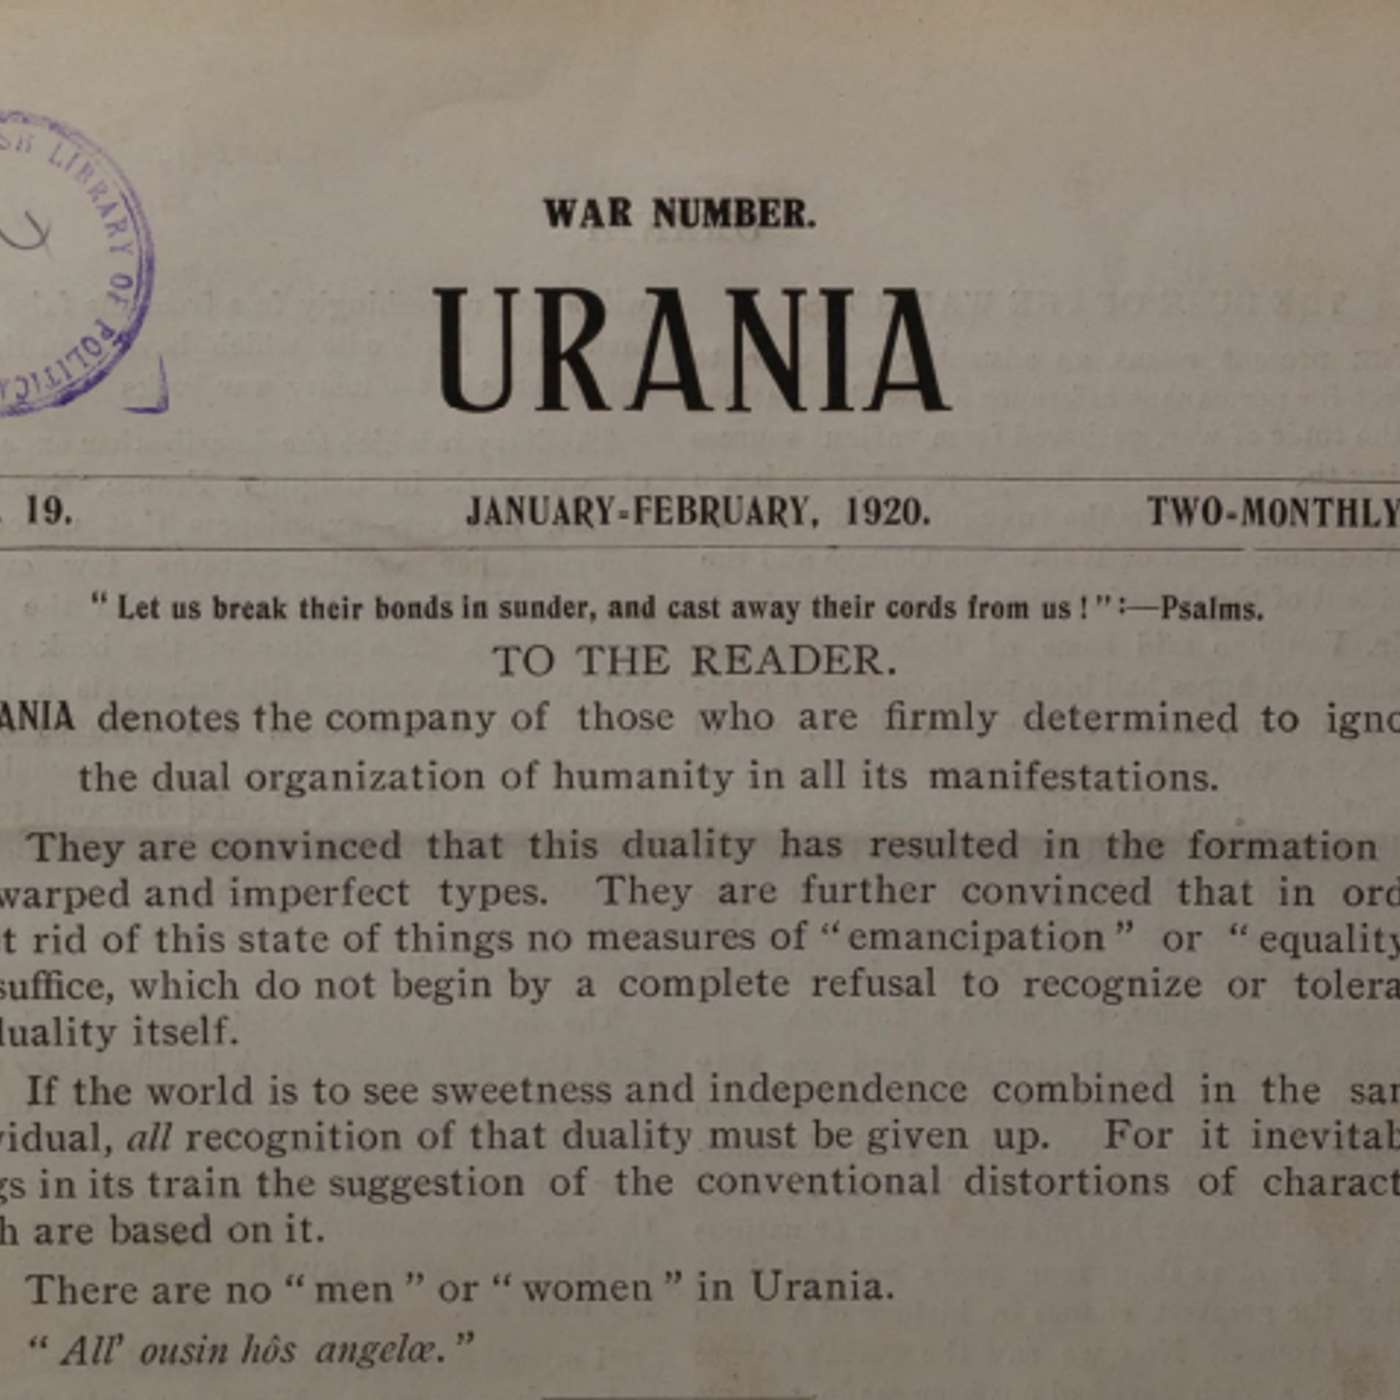 SH LIBRARY OF POLITICA
WAR NUMBER.
URANIA
. 19. JANUARY-FEBRUARY, 1920. TWO-MONTHLY
“ Let us break their bonds in sunder, and cast away their cords from us ! ” :—Psalms.
TO THE READER.
ANIA denotes the company of those who are firmly determined to igno
the dual organization of humanity in all its manifestations.
They are convinced that this duality has resulted in the formation
warped and imperfect types. They are further convinced that in ord
t rid of this state of things no measures of “ emancipation ” or “ equality
suffice, which do not begin by a complete refusal to recognize or tolera
duality itself.
If the world is to see sweetness and independence combined in the sam
vidual, all recognition of that duality must be given up. For it inevitab
gs in its train the suggestion of the conventional distortions of charact
h are based on it.
There are no “ men ” or “ women ” in Urania.
“ All' ousin hôs angelœ. ”